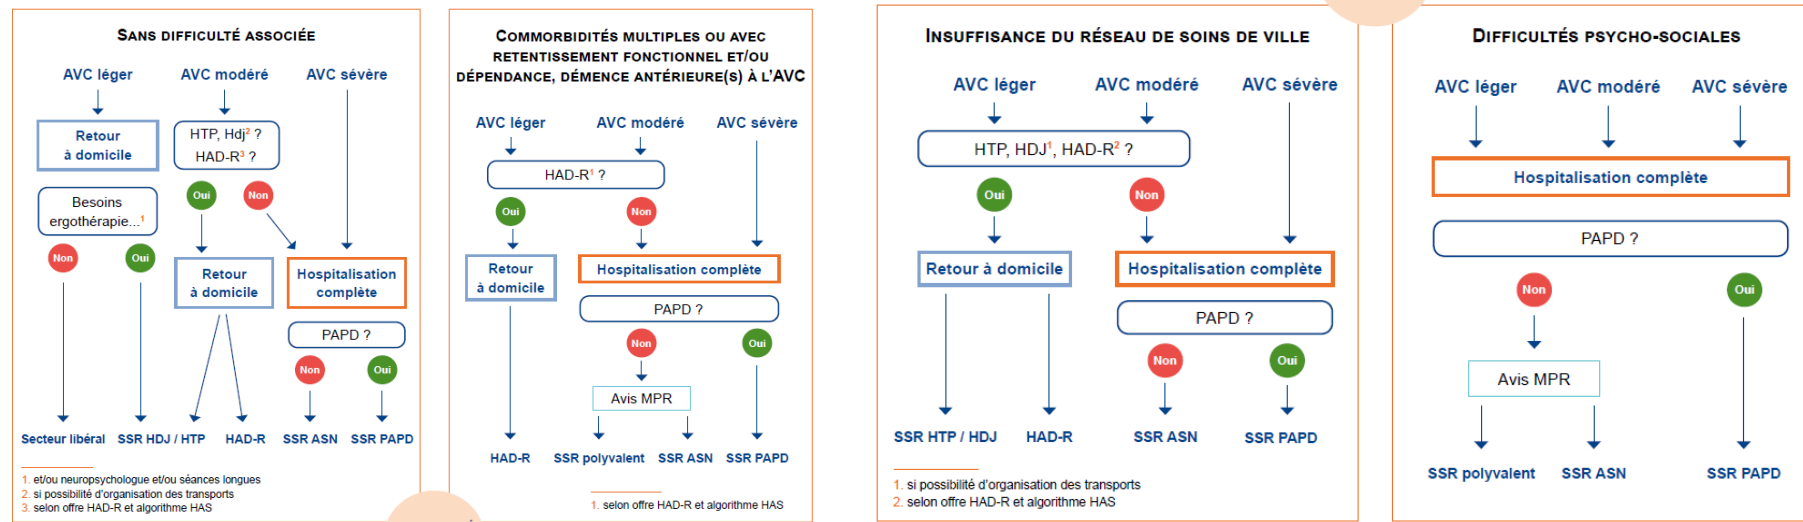 SANS DIFFICULTÉ ASSOCIÉE
AVC léger AVC modéré AVC sévère
Retour
à domicile
HTP, Hdj2 ?
HAD-R3 ?
Besoins
ergothérapie...1
Oui Non
Non Oui
Retour
à domicile
Hospitalisation
complète
PAPD ?
Non Oui
Secteur libéral SSR HDJ / HTP HAD-R SSR ASN SSR PAPD
1. et/ou neuropsychologue et/ou séances longues
2. si possibilité d'organisation des transports
3. selon offre HAD-R et algorithme HAS
COMMORBIDITÉS MULTIPLES OU AVEC
RETENTISSEMENT FONCTIONNEL ET/OU
DÉPENDANCE, DÉMENCE ANTÉRIEURE(S) À L'AVC
AVC léger AVC modéré AVC sévère
HAD-R1 ?
Oui Non
Retour
à domicile
Hospitalisation complète
PAPD ?
Non Oui
Avis MPR
HAD-R SSR polyvalent SSR ASN SSR PAPD
1. selon offre HAD-R et algorithme HAS
INSUFFISANCE DU RÉSEAU DE SOINS DE VILLE
AVC léger AVC modéré AVC sévère
HTP, HDJ1, HAD-R2 ?
Oui Non
Retour à domicile Hospitalisation complète
PAPD ?
Non Oui
SSR HTP / HDJ HAD-R SSR ASN SSR PAPD
1. si possibilité d'organisation des transports
2. selon offre HAD-R et algorithme HAS
DIFFICULTÉS PSYCHO-SOCIALES
AVC léger AVC modéré AVC sévère
Hospitalisation complète
PAPD ?
Non Oui
Avis MPR
SSR polyvalent SSR ASN SSR PAPD